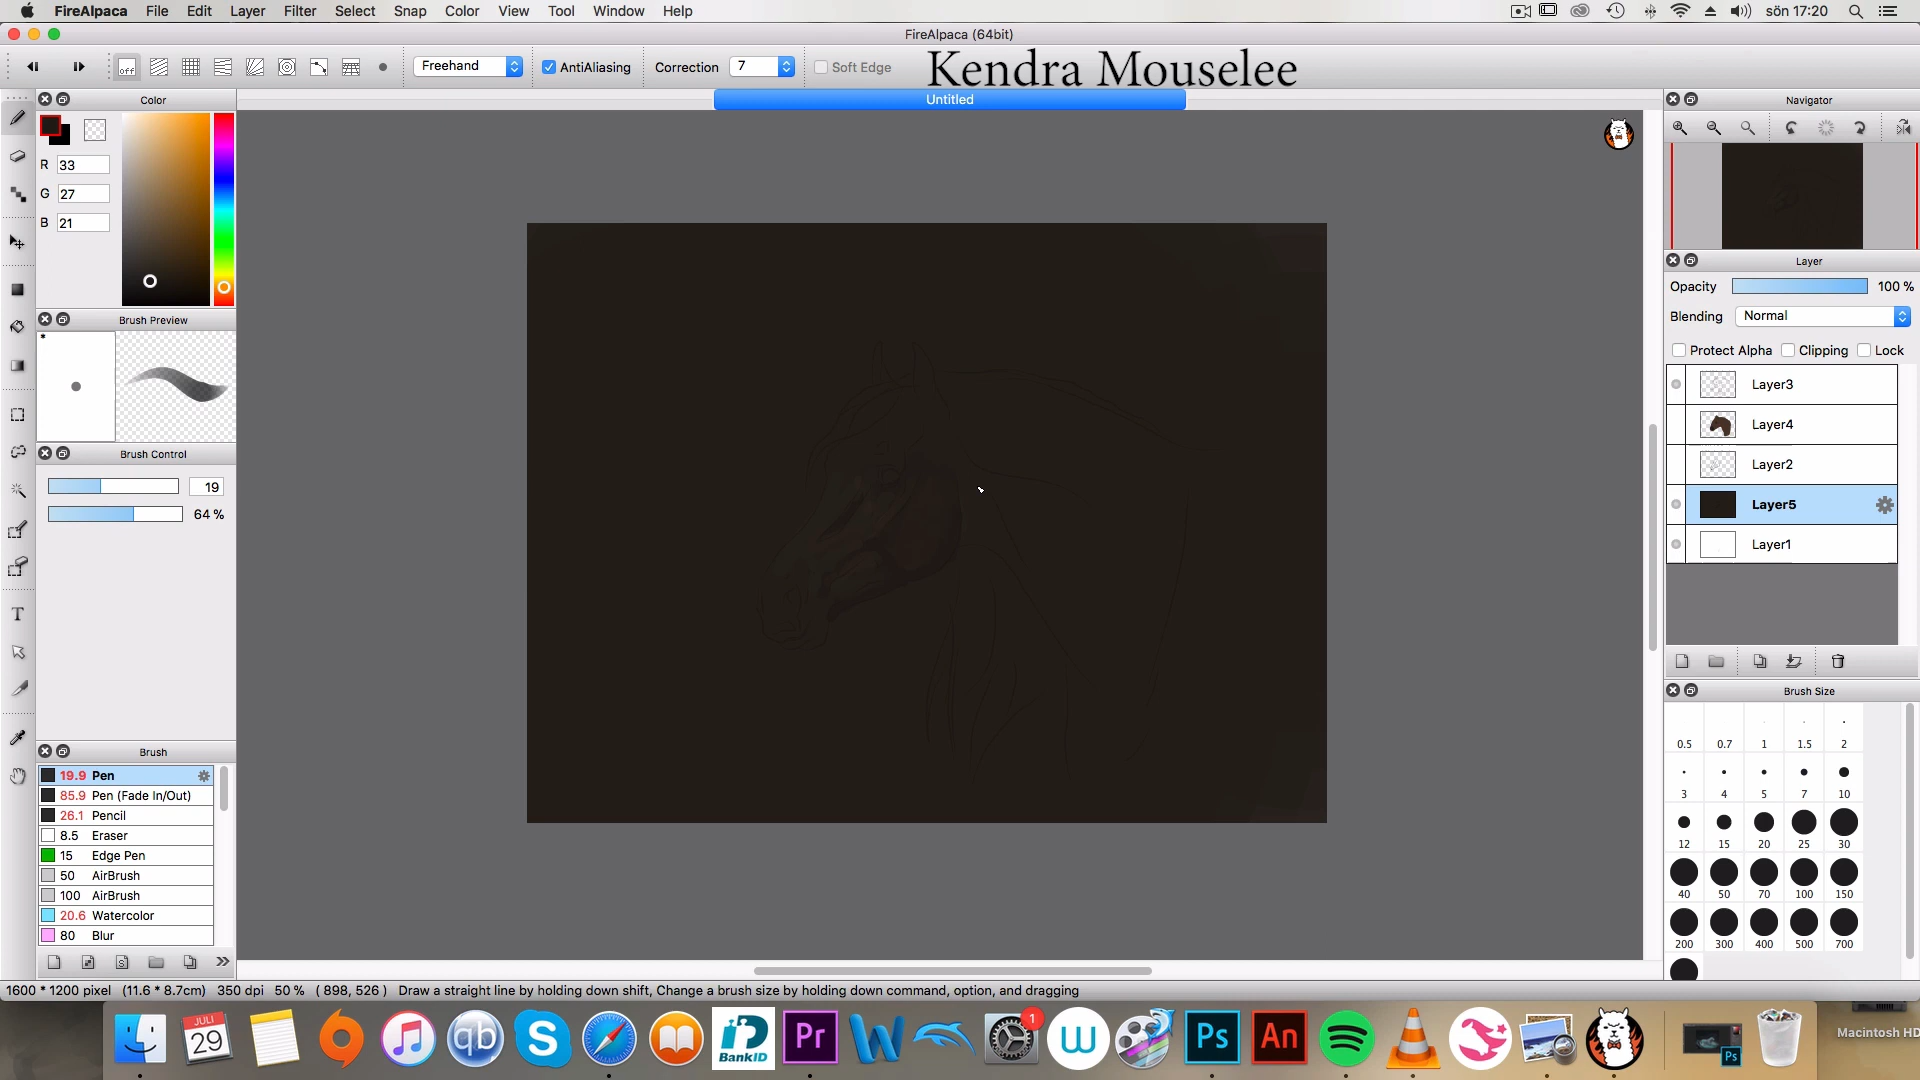 FireAlpaca File Edit Layer Filter Select Snap Color View Tool Window Help sön 17:20
FireAlpaca (64bit)
off Freehand AntiAliasing Correction 7 Soft Edge Kendra Mouselee
Color Untitled Navigator
R 33
G 27
B 21
Layer
Opacity 100 %
Blending Normal
Brush Preview
*
Protect Alpha Clipping Lock
Layer3
Layer4
Layer2
Layer5
Layer1
Brush Control
19
64 %
Brush Size
0.5 0.7 1 1.5 2
3 4 5 7 10
12 15 20 25 30
40 50 70 100 150
200 300 400 500 700
Brush
19.9 Pen
85.9 Pen (Fade In/Out)
26.1 Pencil
8.5 Eraser
15 Edge Pen
50 AirBrush
100 AirBrush
20.6 Watercolor
80 Blur
1600 * 1200 pixel (11.6 * 8.7cm) 350 dpi 50 % ( 898, 526 ) Draw a straight line by holding down shift, Change a brush size by holding down command, option, and dragging
JULI
29
qb
S
BankID
Pr
W
1
W
Ps
An
Ps
Macintosh HD